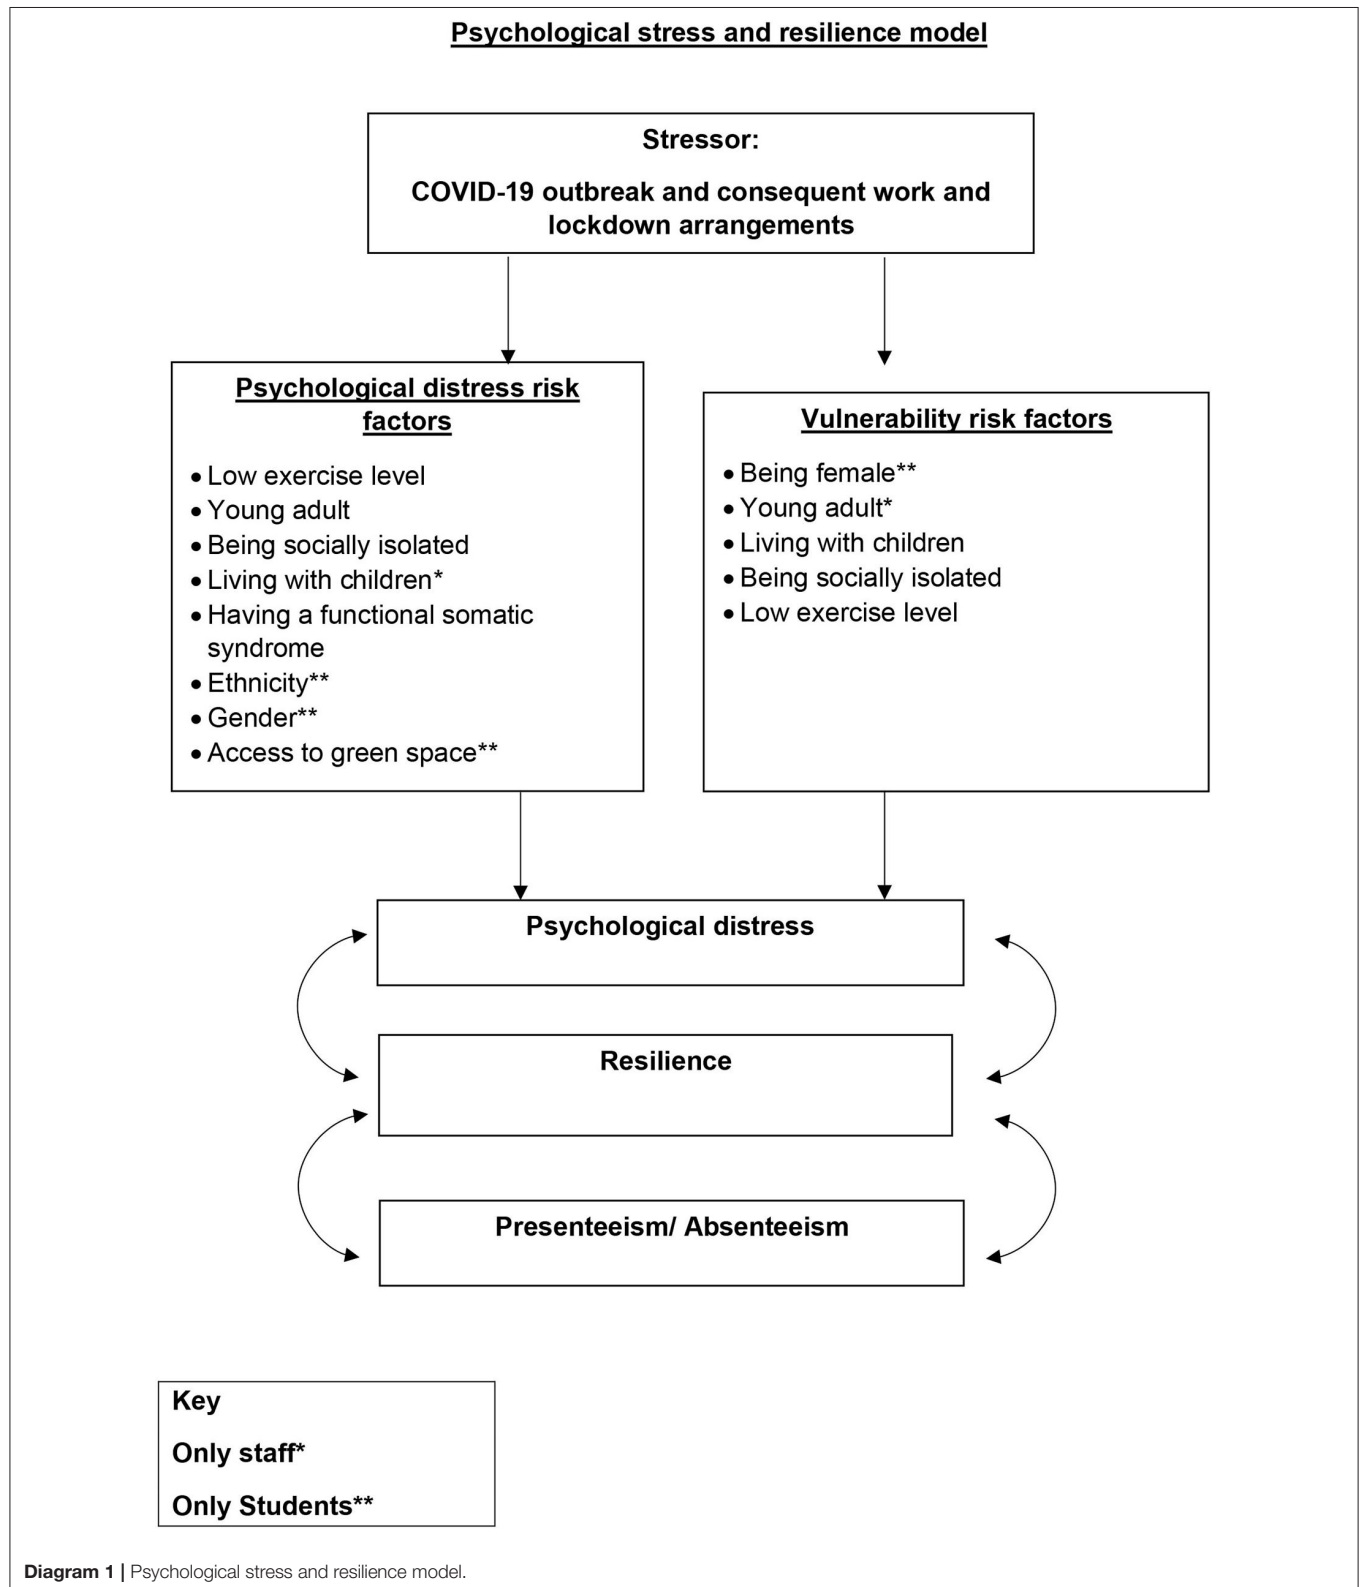 Psychological stress and resilience model
Stressor:
COVID-19 outbreak and consequent work and
lockdown arrangements
Psychological distress risk
factors
• Low exercise level
• Young adult
• Being socially isolated
• Living with children*
• Having a functional somatic
syndrome
• Ethnicity**
• Gender**
• Access to green space**
Vulnerability risk factors
• Being female**
• Young adult*
• Living with children
• Being socially isolated
• Low exercise level
Psychological distress
Resilience
Presenteeism/ Absenteeism
Key
Only staff*
Only Students**
Diagram 1 | Psychological stress and resilience model.